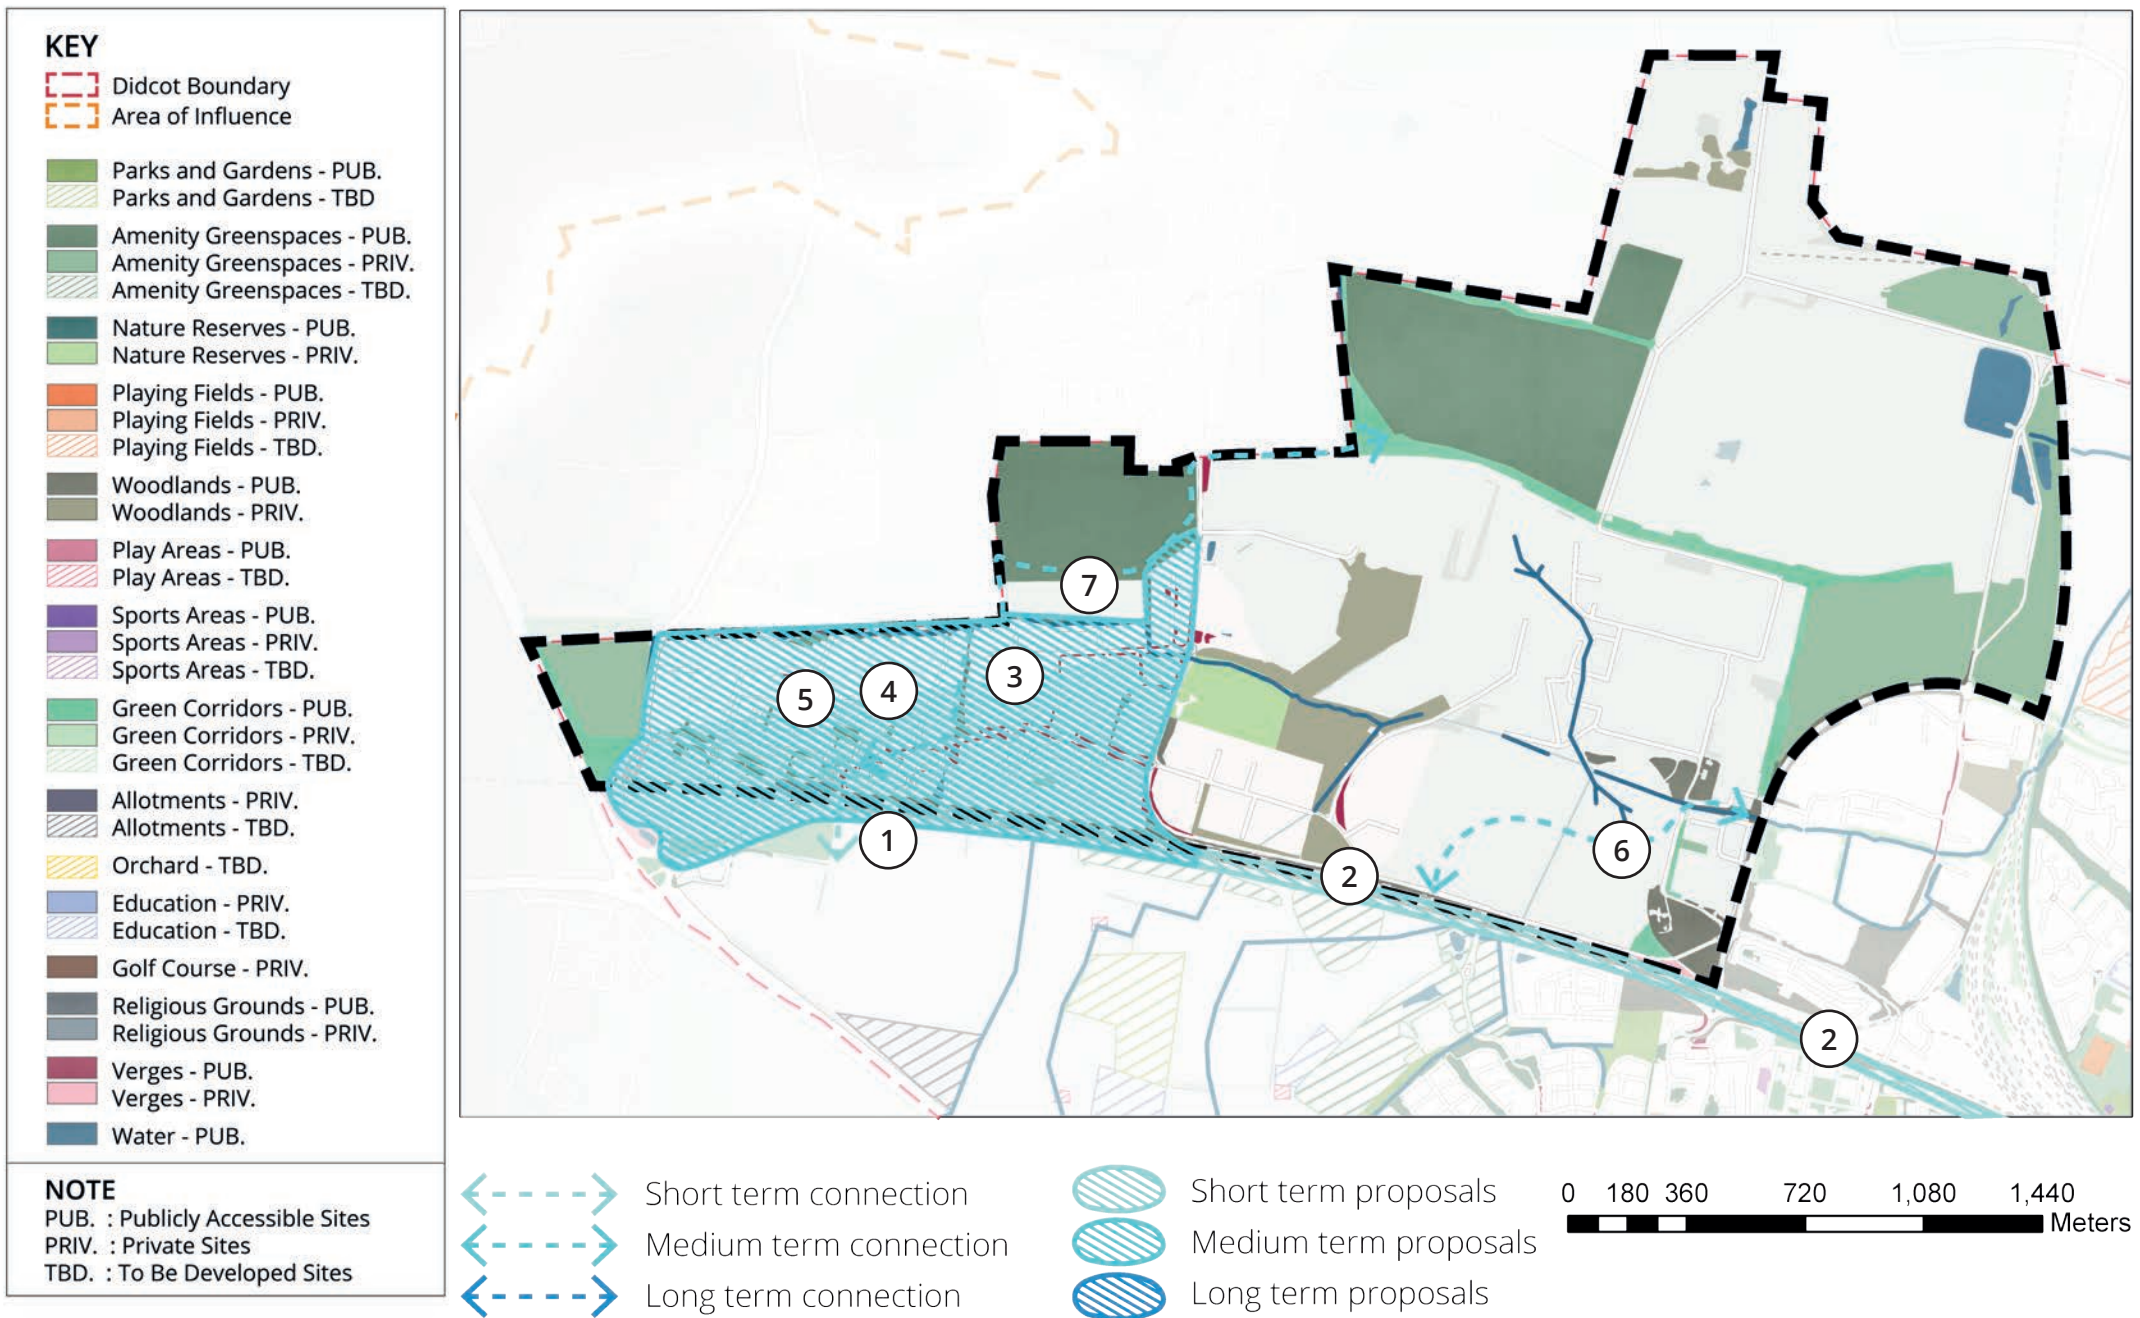 KEY
Didcot Boundary
Area of Influence
Parks and Gardens - PUB.
Parks and Gardens - TBD
Amenity Greenspaces - PUB.
Amenity Greenspaces - PRIV.
Amenity Greenspaces - TBD.
Nature Reserves - PUB.
Nature Reserves - PRIV.
Playing Fields - PUB.
Playing Fields - PRIV.
Playing Fields - TBD.
Woodlands - PUB.
Woodlands - PRIV.
Play Areas - PUB.
Play Areas - TBD.
Sports Areas - PUB.
Sports Areas - PRIV.
Sports Areas - TBD.
Green Corridors - PUB.
Green Corridors - PRIV.
Green Corridors - TBD.
Allotments - PRIV.
Allotments - TBD.
Orchard - TBD.
Education - PRIV.
Education - TBD.
Golf Course - PRIV.
Religious Grounds - PUB.
Religious Grounds - PRIV.
Verges - PUB.
Verges - PRIV.
Water - PUB.
NOTE
PUB. : Publicly Accessible Sites
PRIV. : Private Sites
TBD. : To Be Developed Sites
7
3
4
5
1
6
2
2
Short term connection
Medium term connection
Long term connection
Short term proposals
Medium term proposals
Long term proposals
0 180 360 720 1,080 1,440
Meters